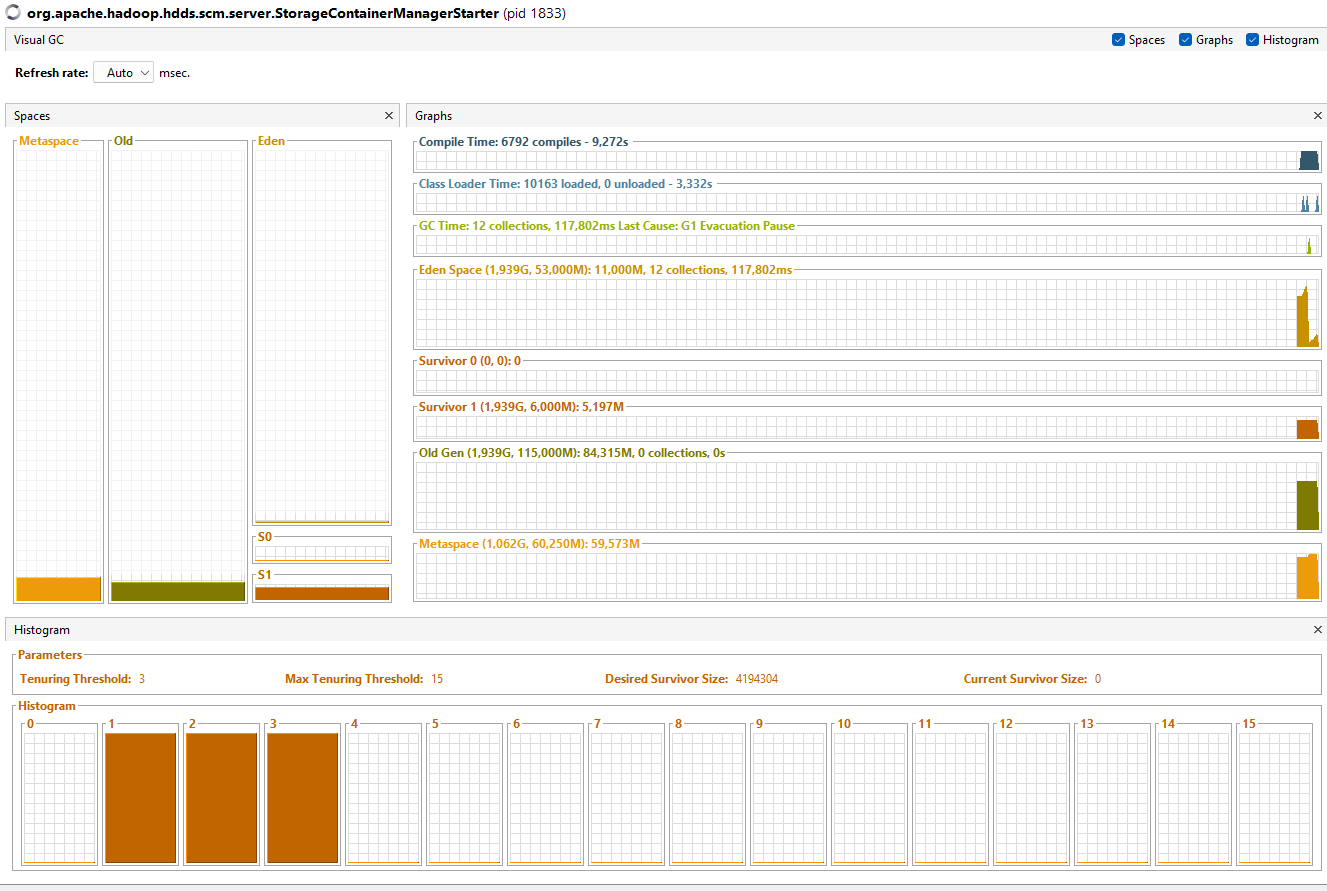 org.apache.hadoop.hdds.scm.server.StorageContainerManagerStarter (pid 1833)
Visual GC
Spaces Graphs Histogram
Refresh rate: Auto msec.
Spaces
Metaspace Old Eden
S0
S1
Graphs
Compile Time: 6792 compiles - 9,272s
Class Loader Time: 10163 loaded, 0 unloaded - 3,332s
GC Time: 12 collections, 117,802ms Last Cause: G1 Evacuation Pause
Eden Space (1,939G, 53,000M): 11,000M, 12 collections, 117,802ms
Survivor 0 (0, 0): 0
Survivor 1 (1,939G, 6,000M): 5,197M
Old Gen (1,939G, 115,000M): 84,315M, 0 collections, 0s
Metaspace (1,062G, 60,250M): 59,573M
Histogram
Parameters
Tenuring Threshold: 3 Max Tenuring Threshold: 15 Desired Survivor Size: 4194304 Current Survivor Size: 0
Histogram
0 1 2 3 4 5 6 7 8 9 10 11 12 13 14 15